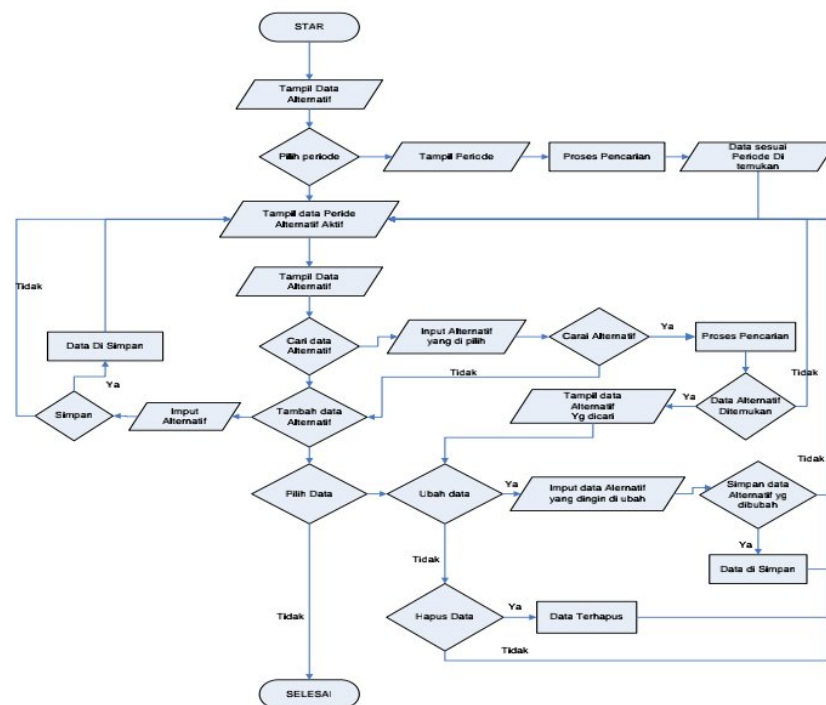 STAR
Tampil Data
Alternatif
Pilih periode
Tampil Periode
Proses Pencarian
Data sesuai
Periode Di
temukan
Tampil data Peride
Alternatif Aktif
Tidak
Tampil Data
Alternatif
Data Di Simpan
Cari data
Alternatif
Input Alternatif
yang di pilih
Carai Alternatif
Ya
Proses Pencarian
Tidak
Tidak
Ya
Simpan
Imput
Alternatif
Tambah data
Alternatif
Tampil data
Alternatif
Yg dicari
Ya
Data Alternatif
Ditemukan
Tidak
Pilih Data
Ubah data
Ya
Imput data Alernatif
yang dingin di ubah
Simpan data
Alternatif yg
dibubah
Ya
Data di Simpan
Tidak
Hapus Data
Ya
Data Terhapus
Tidak
Tidak
SELESAI